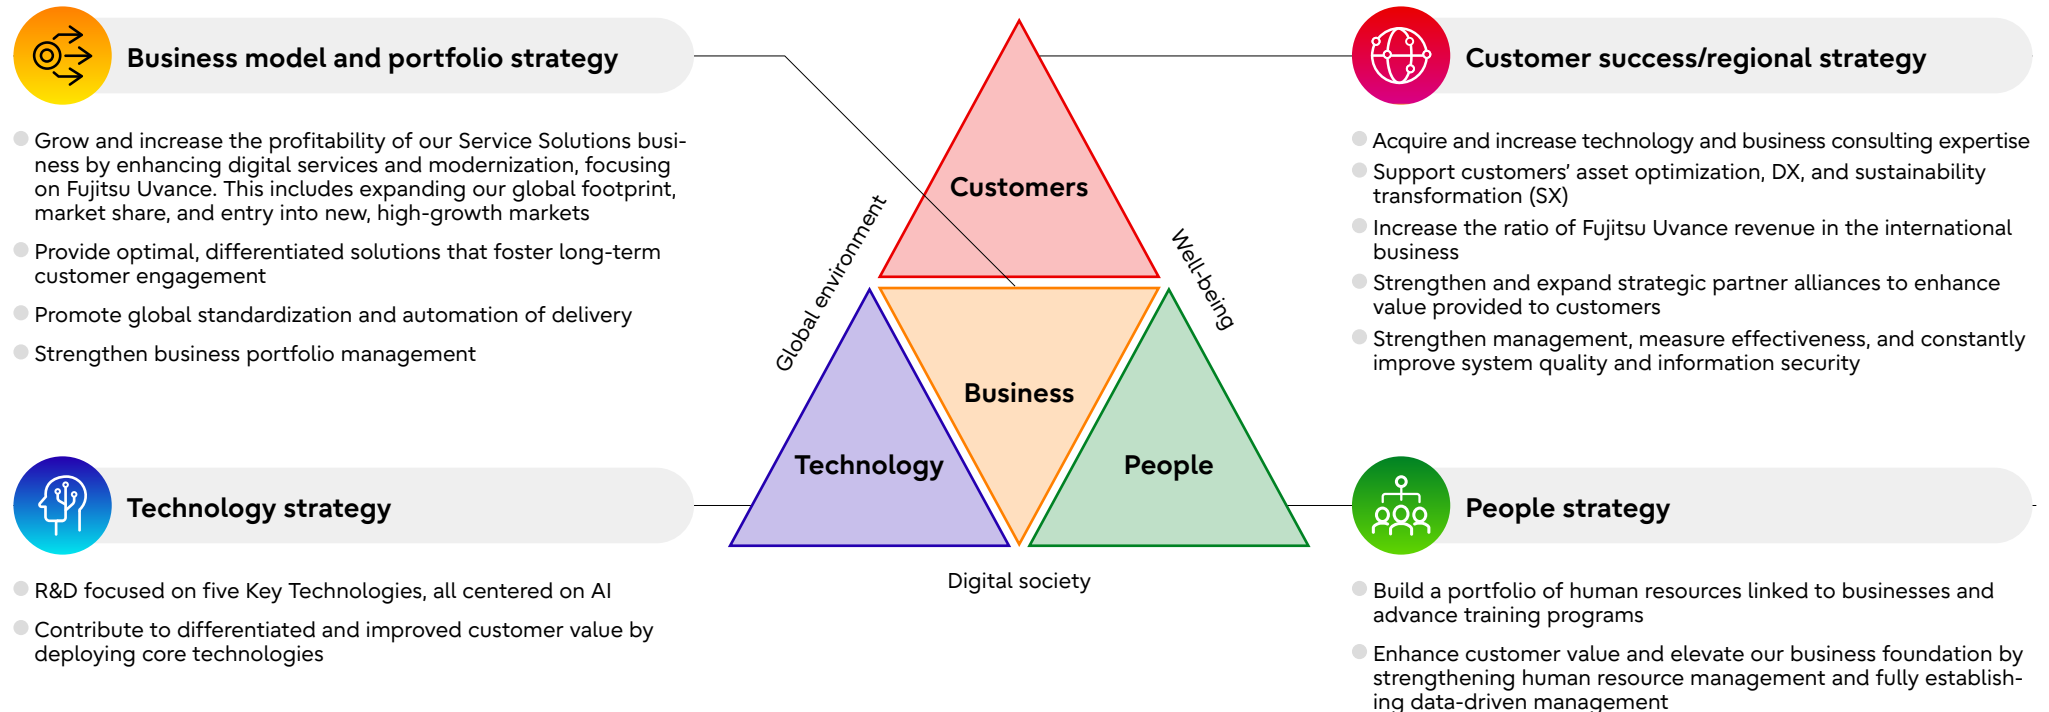 Business model and portfolio strategy
Grow and increase the profitability of our Service Solutions busi-
ness by enhancing digital services and modernization, focusing
on Fujitsu Uvance. This includes expanding our global footprint,
market share, and entry into new, high-growth markets
Provide optimal, differentiated solutions that foster long-term
customer engagement
Promote global standardization and automation of delivery
Strengthen business portfolio management
Technology strategy
R&D focused on five Key Technologies, all centered on AI
Contribute to differentiated and improved customer value by
deploying core technologies
Customers
Global environment
Well-being
Business
Technology
People
Digital society
Customer success/regional strategy
Acquire and increase technology and business consulting expertise
Support customers’ asset optimization, DX, and sustainability
transformation (SX)
Increase the ratio of Fujitsu Uvance revenue in the international
business
Strengthen and expand strategic partner alliances to enhance
value provided to customers
Strengthen management, measure effectiveness, and constantly
improve system quality and information security
People strategy
Build a portfolio of human resources linked to businesses and
advance training programs
Enhance customer value and elevate our business foundation by
strengthening human resource management and fully establish-
ing data-driven management